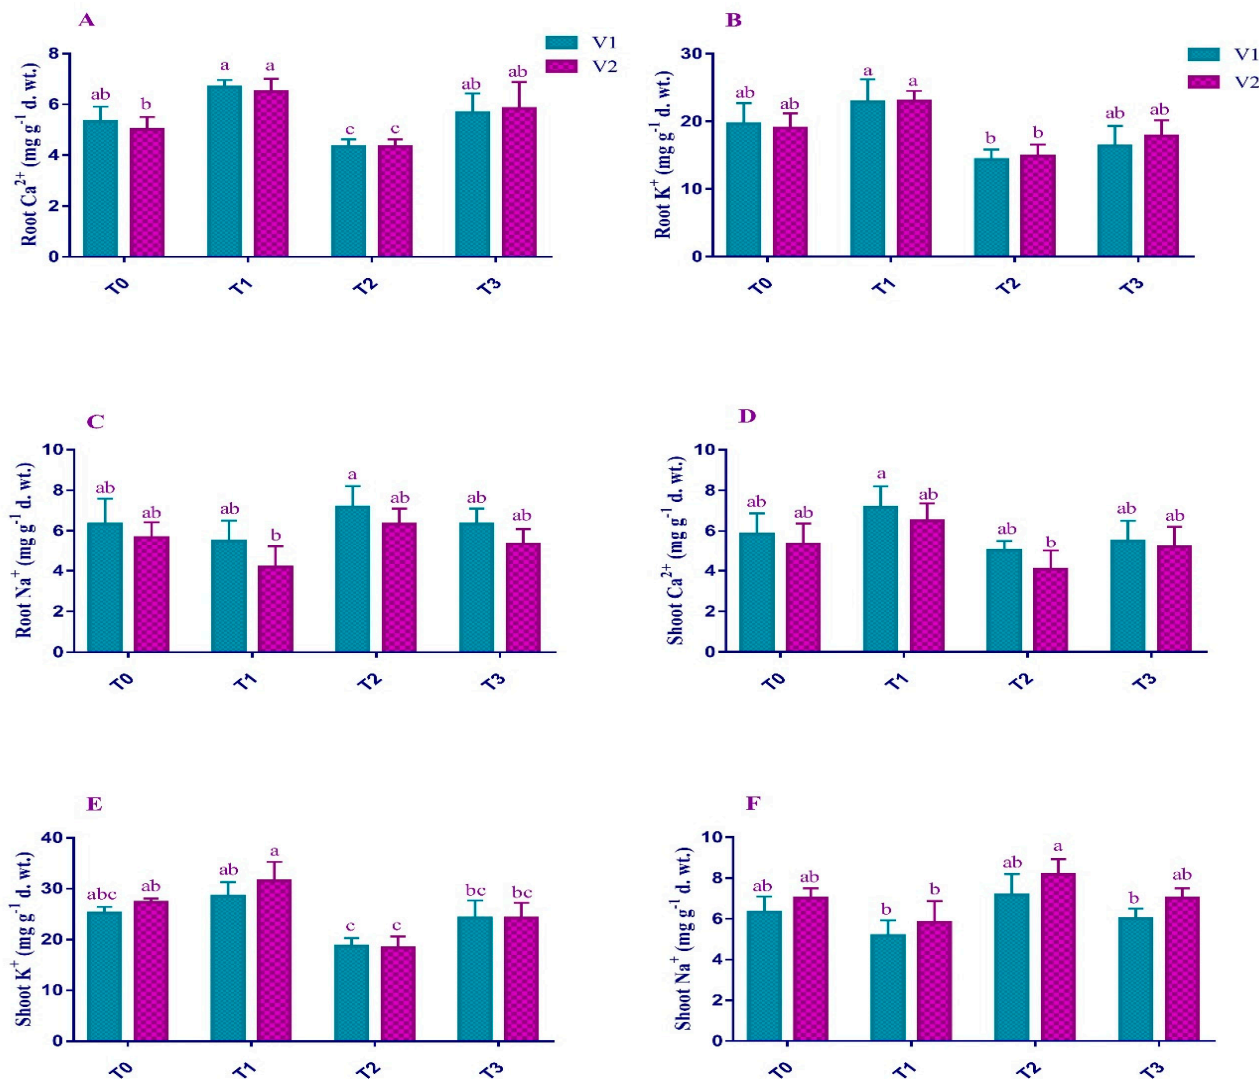 A
V1
V2
Root Ca²⁺ (mg g⁻¹ d. wt.)
8
6
4
2
0
ab b a a c c ab ab
T0 T1 T2 T3
B
V1
V2
Root K⁺ (mg g⁻¹ d. wt.)
30
20
10
0
ab ab a a b b ab ab
T0 T1 T2 T3
C
Root Na⁺ (mg g⁻¹ d. wt.)
10
8
6
4
2
0
ab ab ab b a ab ab ab
T0 T1 T2 T3
D
Shoot Ca²⁺ (mg g⁻¹ d. wt.)
10
8
6
4
2
0
ab ab a ab ab b ab ab
T0 T1 T2 T3
E
Shoot K⁺ (mg g⁻¹ d. wt.)
40
30
20
10
0
abc ab ab a c c bc bc
T0 T1 T2 T3
F
Shoot Na⁺ (mg g⁻¹ d. wt.)
10
8
6
4
2
0
ab ab b b ab a b ab
T0 T1 T2 T3